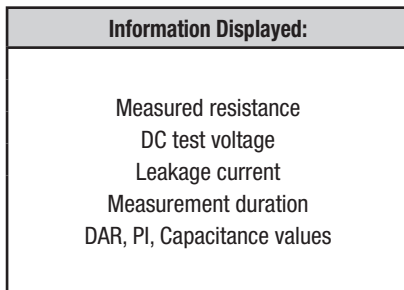 Information Displayed:
Measured resistance
DC test voltage
Leakage current
Measurement duration
DAR, PI, Capacitance values